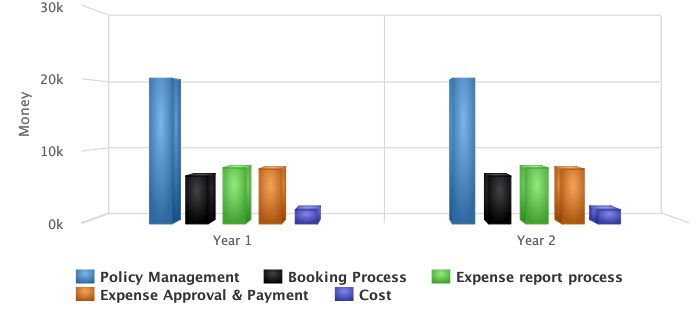 30k
20k
10k
0k
Money
Year 1
Year 2
Policy Management
Booking Process
Expense report process
Expense Approval & Payment
Cost